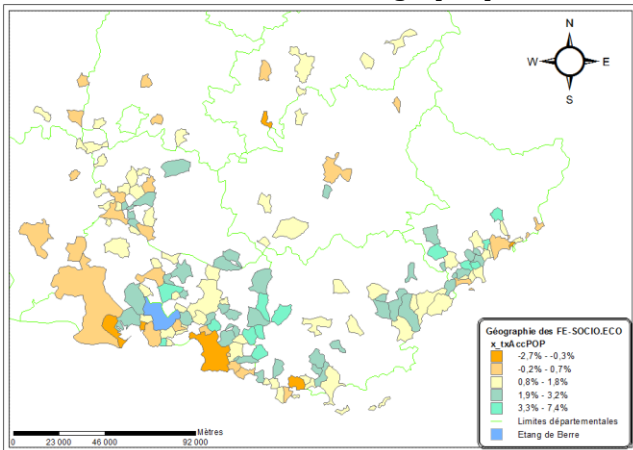 N
W E
S
Géographie des FE-SOCIO.ECO
x_txAccPOP
-2,7% - -0,3%
-0,2% - 0,7%
0,8% - 1,8%
1,9% - 3,2%
3,3% - 7,4%
Limites départementales
Etang de Berre
Mètres
0 23 000 46 000 92 000